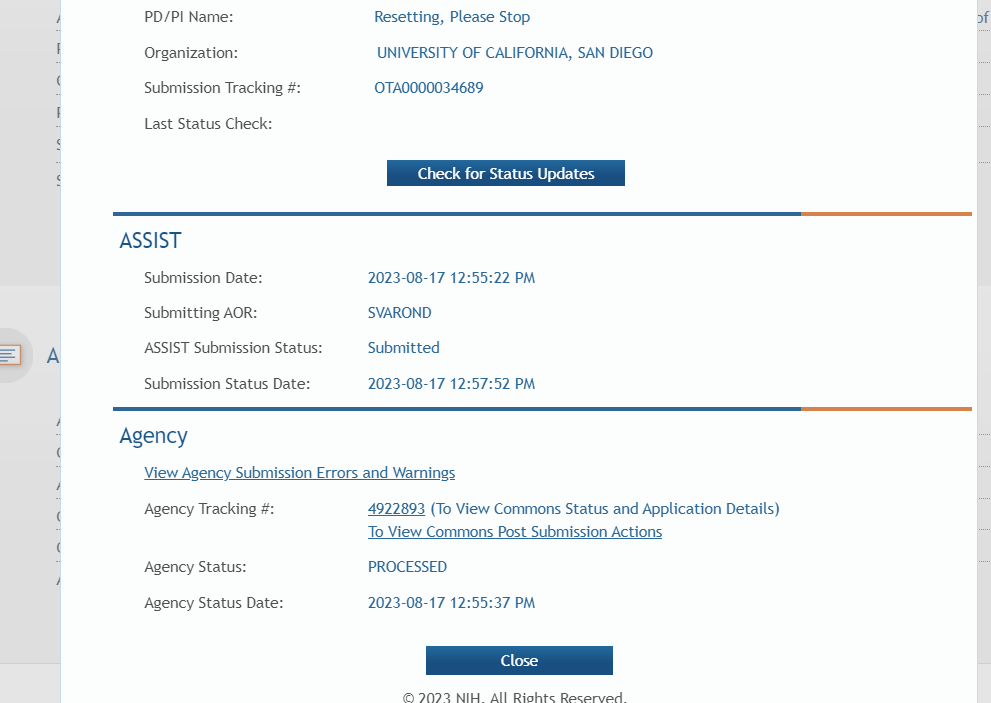 PD/PI Name: Resetting, Please Stop
Organization: UNIVERSITY OF CALIFORNIA, SAN DIEGO
Submission Tracking #: OTA0000034689
Last Status Check:
Check for Status Updates
ASSIST
Submission Date: 2023-08-17 12:55:22 PM
Submitting AOR: SVAROND
ASSIST Submission Status: Submitted
Submission Status Date: 2023-08-17 12:57:52 PM
Agency
View Agency Submission Errors and Warnings
Agency Tracking #: 4922893 (To View Commons Status and Application Details)
To View Commons Post Submission Actions
Agency Status: PROCESSED
Agency Status Date: 2023-08-17 12:55:37 PM
Close
© 2023 NIH. All Rights Reserved.